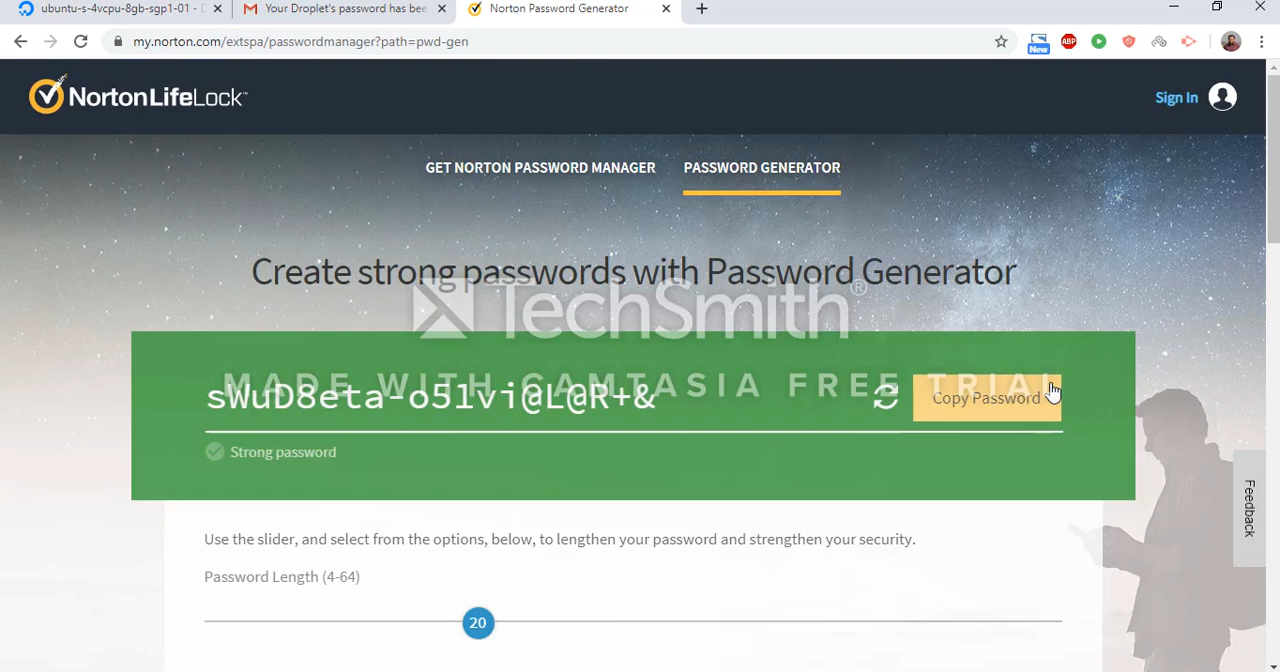 ubuntu-s-4vcpu-8gb-sgp1-01 - D
Your Droplet's password has bee
Norton Password Generator
my.norton.com/extspa/passwordmanager?path=pwd-gen
New
ABP
NortonLifeLock™
Sign In
GET NORTON PASSWORD MANAGER
PASSWORD GENERATOR
Create strong passwords with Password Generator
TechSmith®
MADE WITH CAMTASIA FREE TRIAL
sWuD8eta-o5lvi@L@R+&
Copy Password
Strong password
Feedback
Use the slider, and select from the options, below, to lengthen your password and strengthen your security.
Password Length (4-64)
20